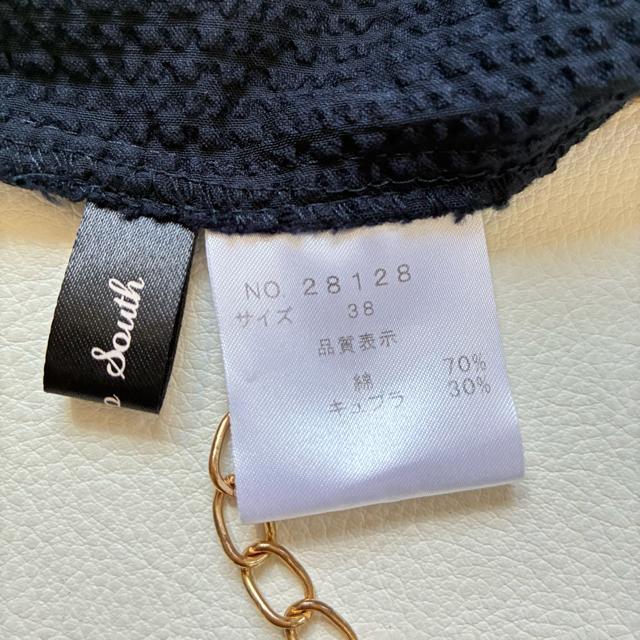 South
NO. 28128
サイズ 38
品質表示
綿 70%
キュプラ 30%